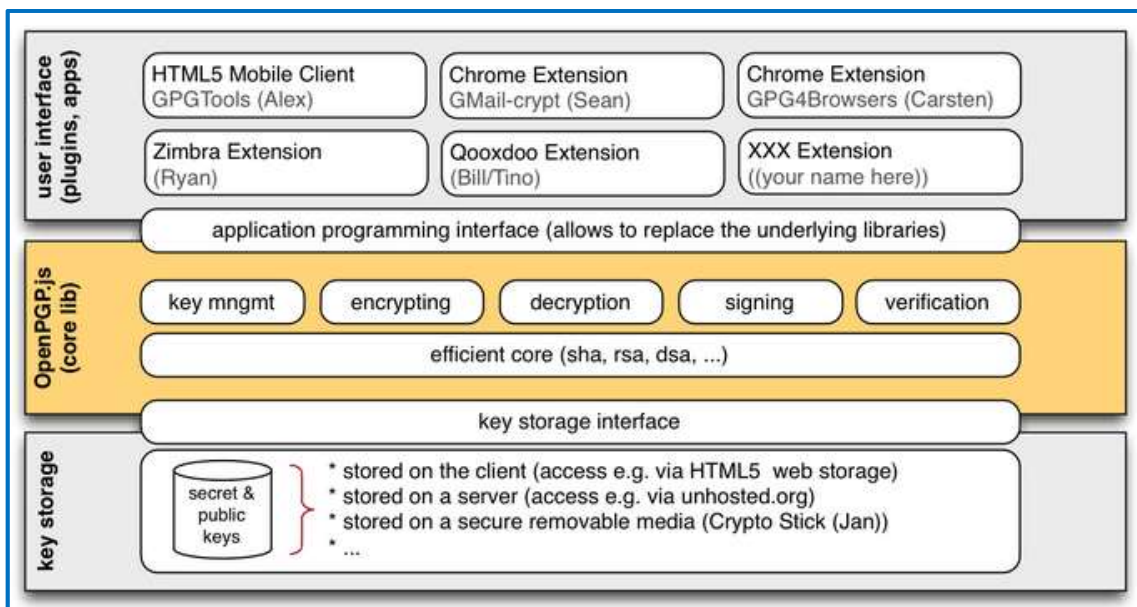 user interface
(plugins, apps)
HTML5 Mobile Client
GPGTools (Alex)
Chrome Extension
GMail-crypt (Sean)
Chrome Extension
GPG4Browsers (Carsten)
Zimbra Extension
(Ryan)
Qooxdoo Extension
(Bill/Tino)
XXX Extension
((your name here))
application programming interface (allows to replace the underlying libraries)
OpenPGP.js
(core lib)
key mngmt
encrypting
decryption
signing
verification
efficient core (sha, rsa, dsa, ...)
key storage interface
key storage
secret &
public
keys
* stored on the client (access e.g. via HTML5 web storage)
* stored on a server (access e.g. via unhosted.org)
* stored on a secure removable media (Crypto Stick (Jan))
* ...